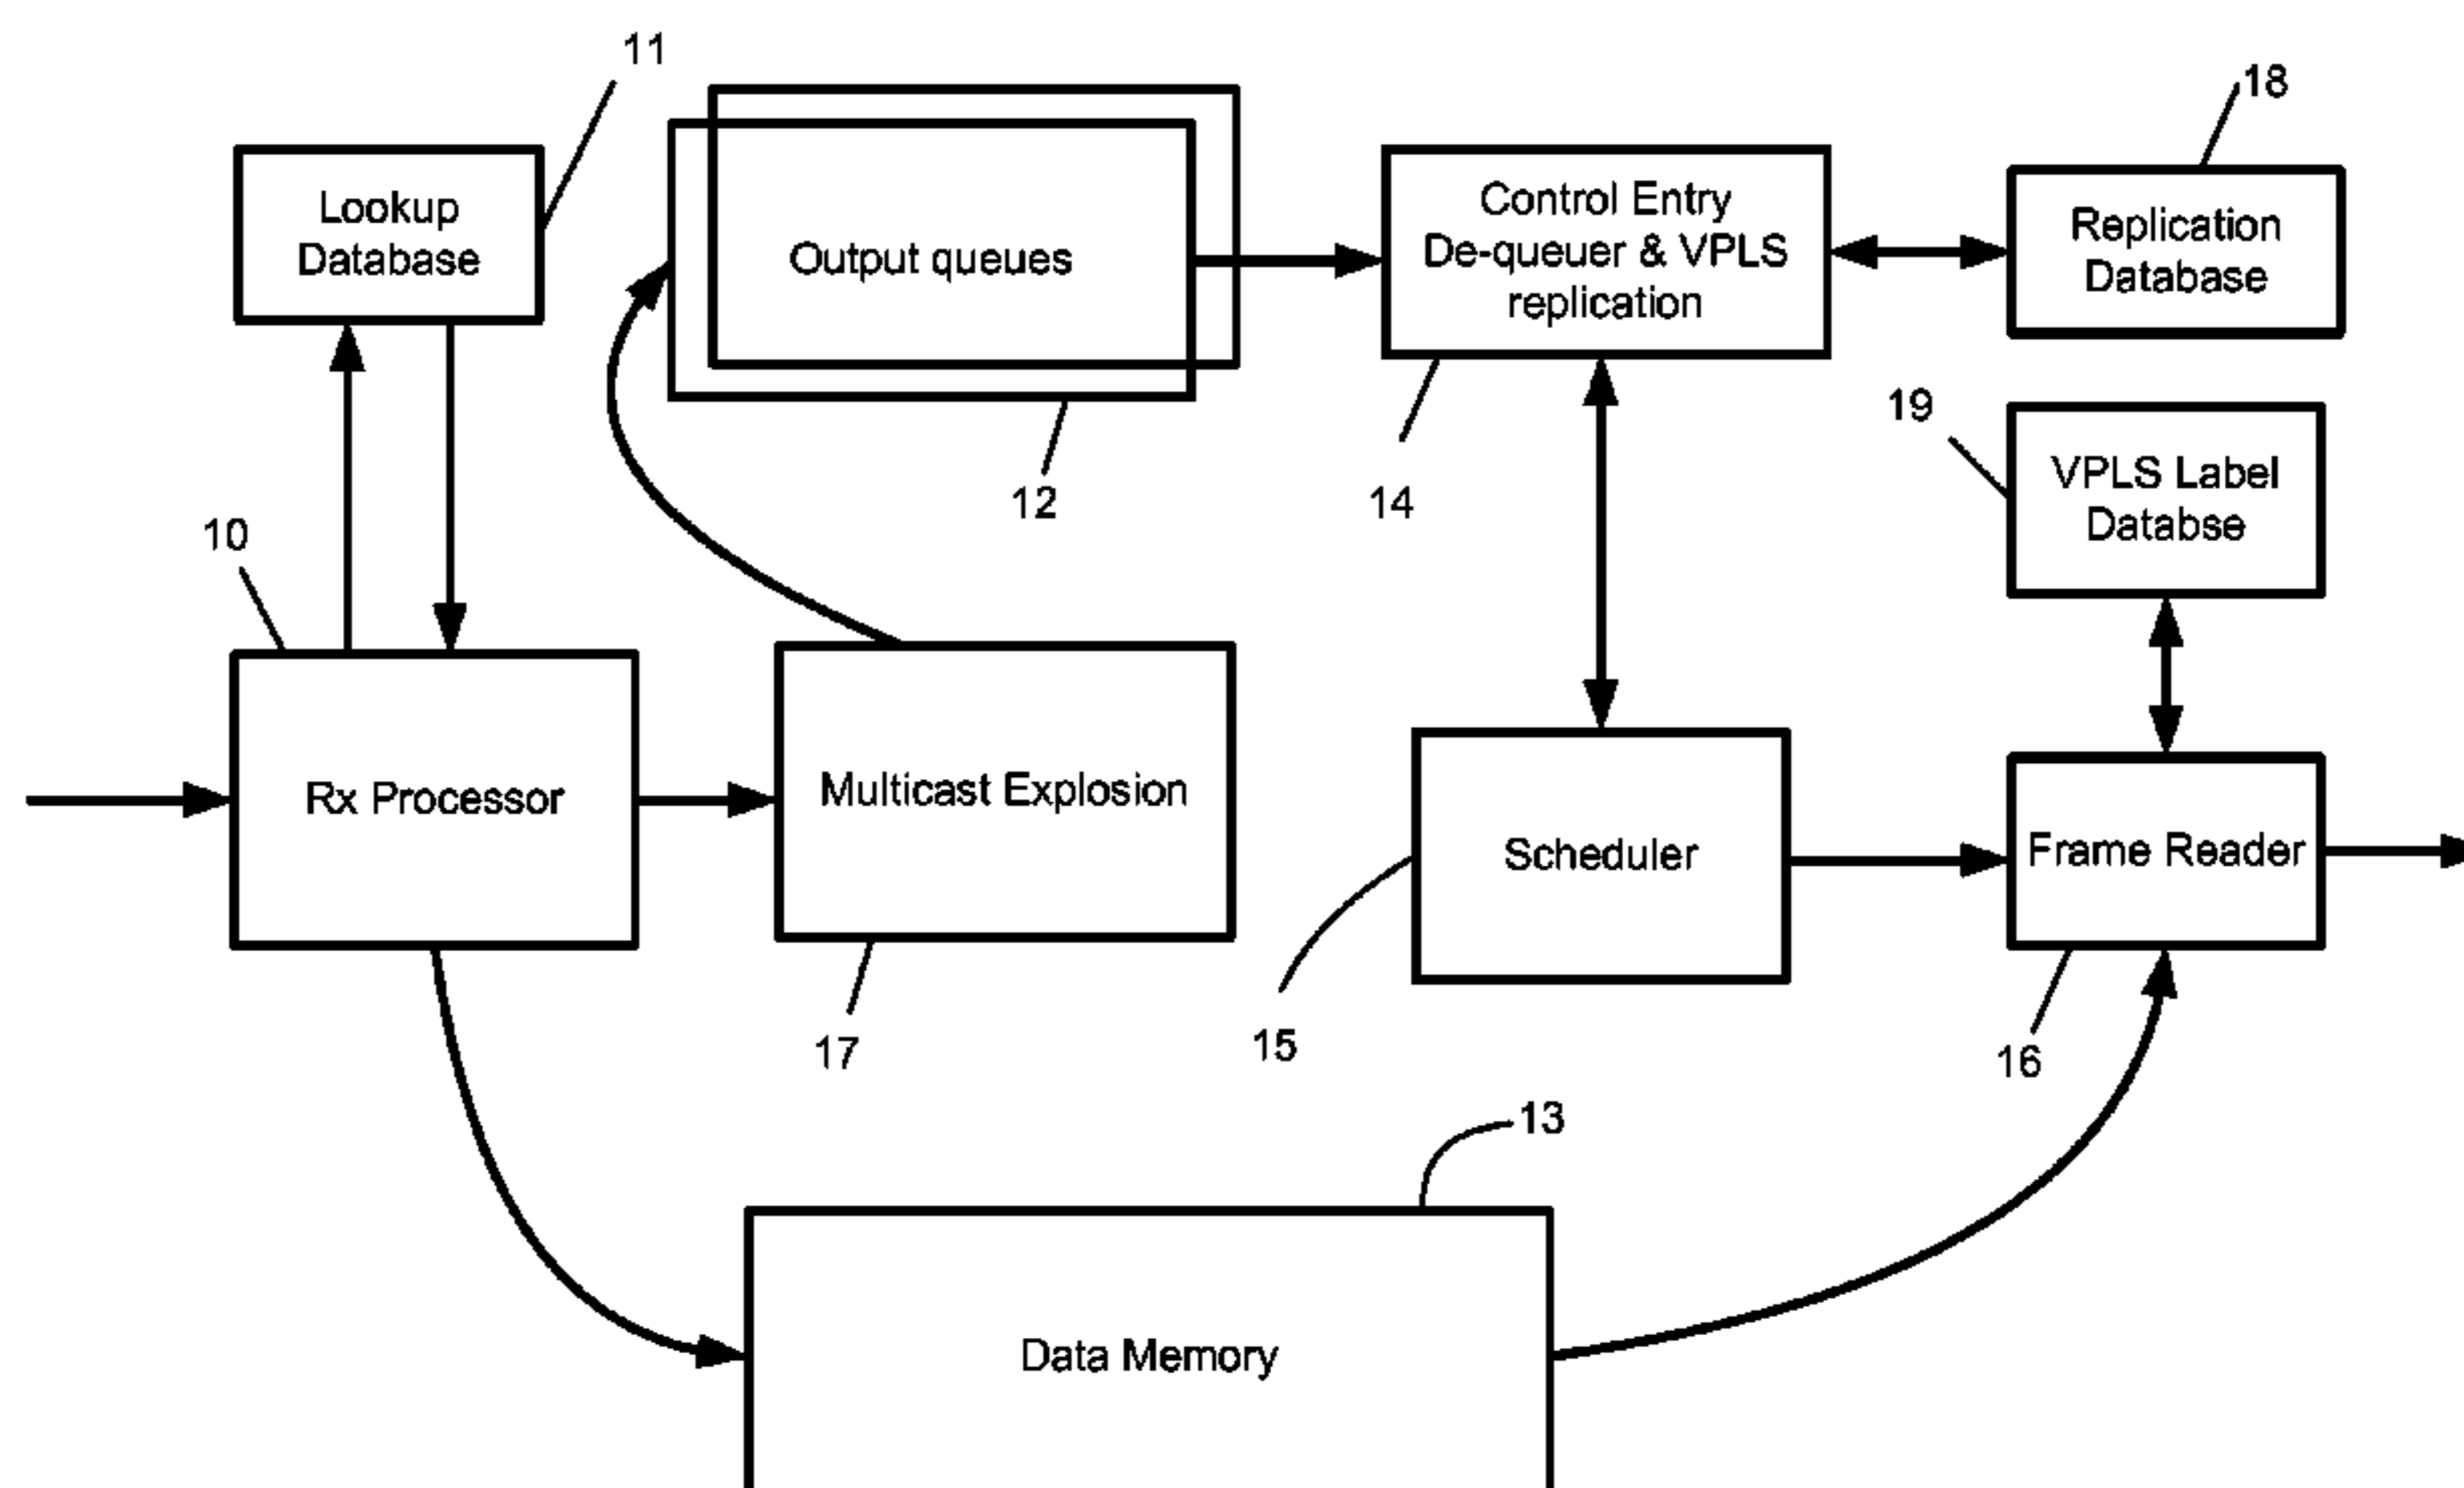 11
18
Lookup
Database
Output queues
Control Entry
De-queuer & VPLS
replication
Replication
Database
19
VPLS Label
Databse
12
14
10
Rx Processor
Multicast Explosion
Scheduler
Frame Reader
17
15
16
13
Data Memory